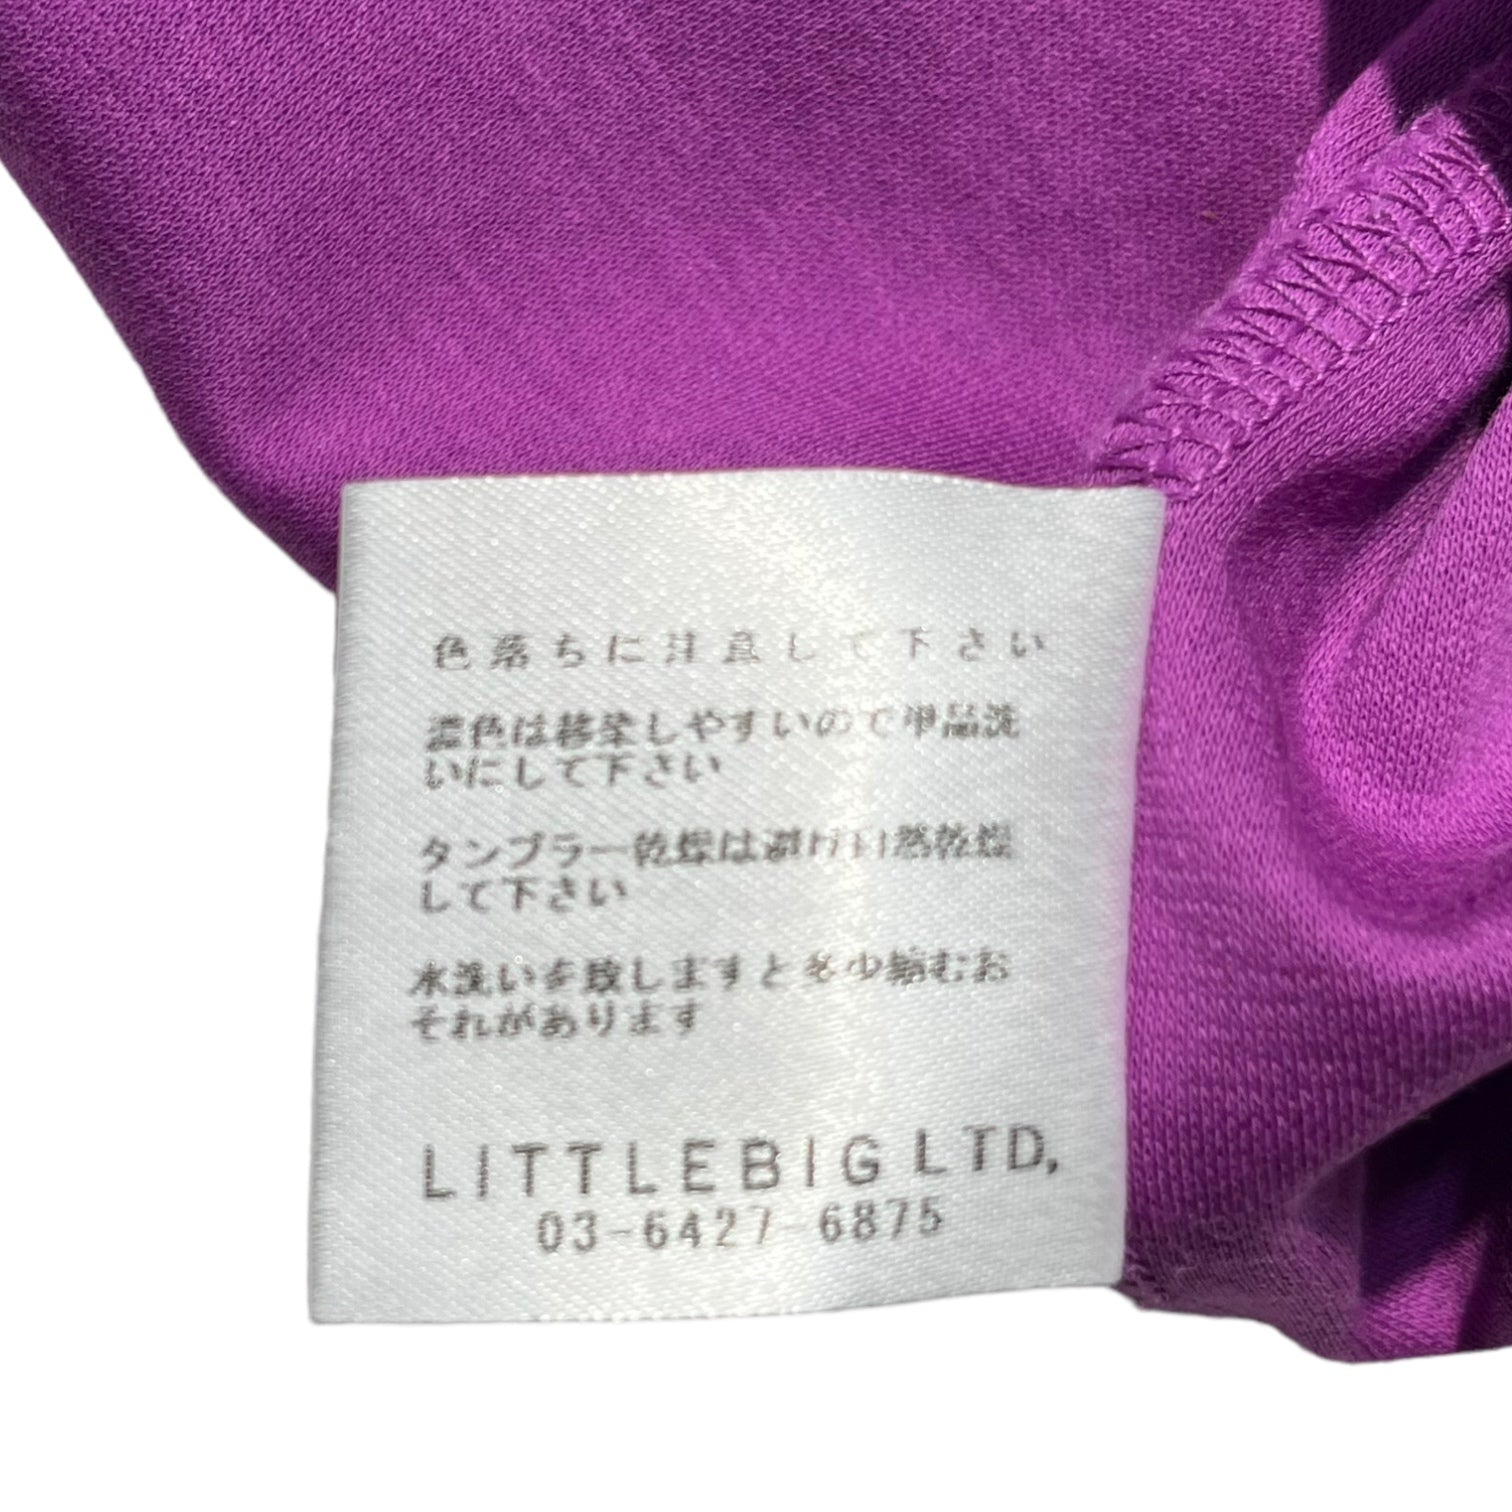 色落ちに注意して下さい
濃色は移染しやすいので単品洗
いにして下さい
タンブラー乾燥は避け自然乾燥
して下さい
水洗いを致しますと多少縮むお
それがあります
LITTLEBIG LTD,
03-6427-6875